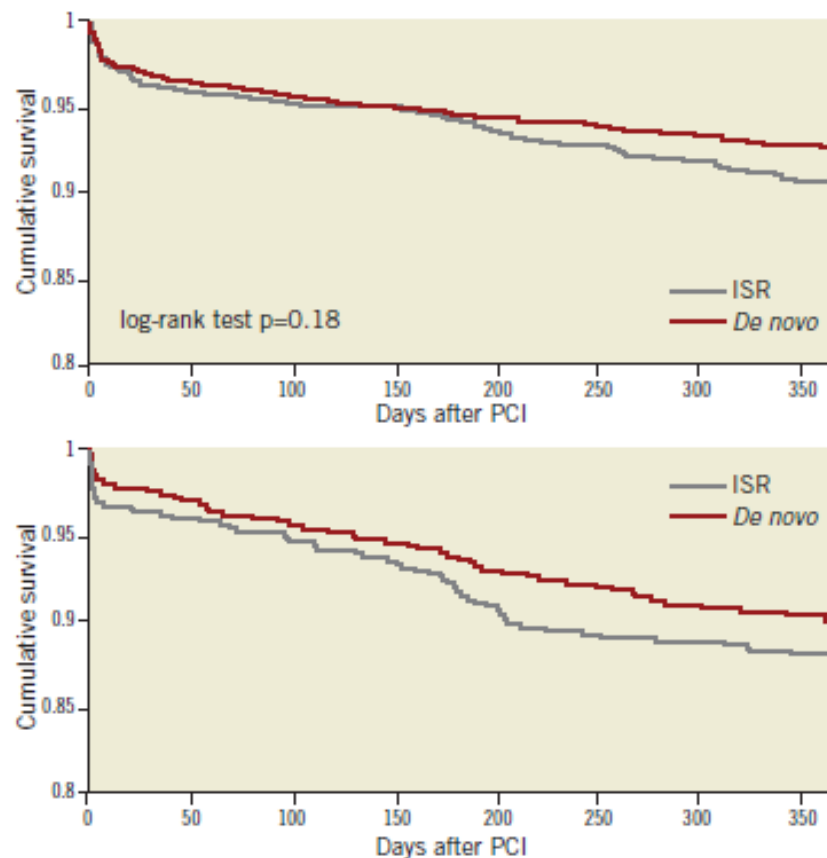 1
0.95
0.9
0.85
0.8
Cumulative survival
log-rank test p=0.18
ISR
De novo
0 50 100 150 200 250 300 350
Days after PCI
1
0.95
0.9
0.85
0.8
Cumulative survival
ISR
De novo
0 50 100 150 200 250 300 350
Days after PCI